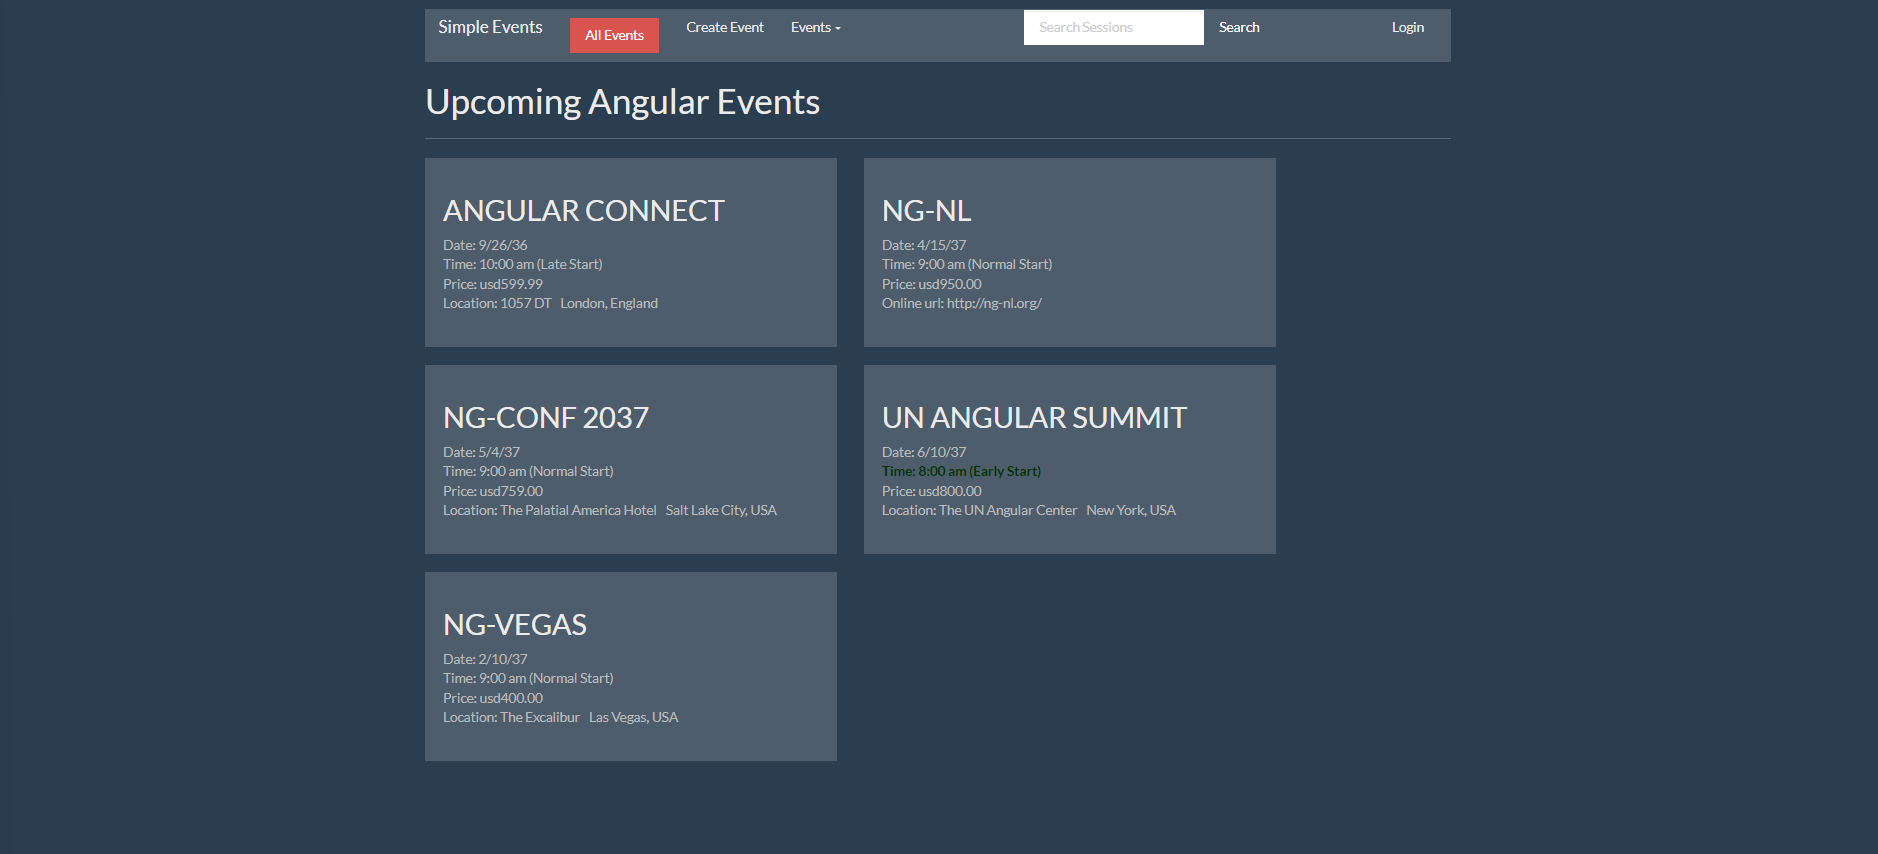 Simple Events
All Events
Create Event
Events
Search Sessions
Search
Login
Upcoming Angular Events
ANGULAR CONNECT
Date: 9/26/36
Time: 10:00 am (Late Start)
Price: usd599.99
Location: 1057 DT London, England
NG-NL
Date: 4/15/37
Time: 9:00 am (Normal Start)
Price: usd950.00
Online url: http://ng-nl.org/
NG-CONF 2037
Date: 5/4/37
Time: 9:00 am (Normal Start)
Price: usd759.00
Location: The Palatial America Hotel Salt Lake City, USA
UN ANGULAR SUMMIT
Date: 6/10/37
Time: 8:00 am (Early Start)
Price: usd800.00
Location: The UN Angular Center New York, USA
NG-VEGAS
Date: 2/10/37
Time: 9:00 am (Normal Start)
Price: usd400.00
Location: The Excalibur Las Vegas, USA